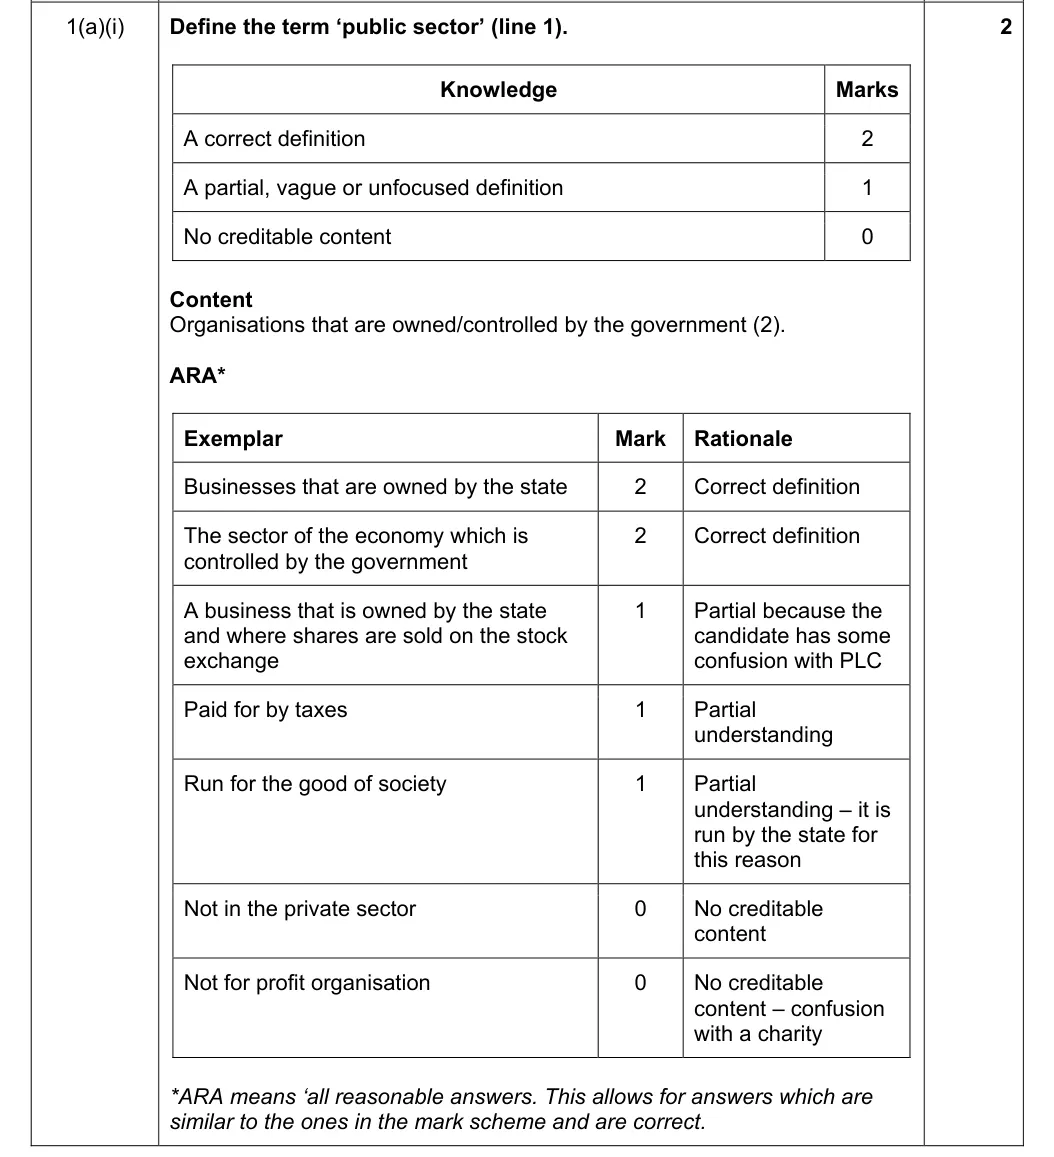 1(a)(i) Define the term ‘public sector’ (line 1). 2
Knowledge Marks
A correct definition 2
A partial, vague or unfocused definition 1
No creditable content 0
Content
Organisations that are owned/controlled by the government (2).
ARA*
Exemplar Mark Rationale
Businesses that are owned by the state 2 Correct definition
The sector of the economy which is 2 Correct definition
controlled by the government
A business that is owned by the state 1 Partial because the
and where shares are sold on the stock candidate has some
exchange confusion with PLC
Paid for by taxes 1 Partial
understanding
Run for the good of society 1 Partial
understanding – it is
run by the state for
this reason
Not in the private sector 0 No creditable
content
Not for profit organisation 0 No creditable
content – confusion
with a charity
*ARA means ‘all reasonable answers. This allows for answers which are
similar to the ones in the mark scheme and are correct.